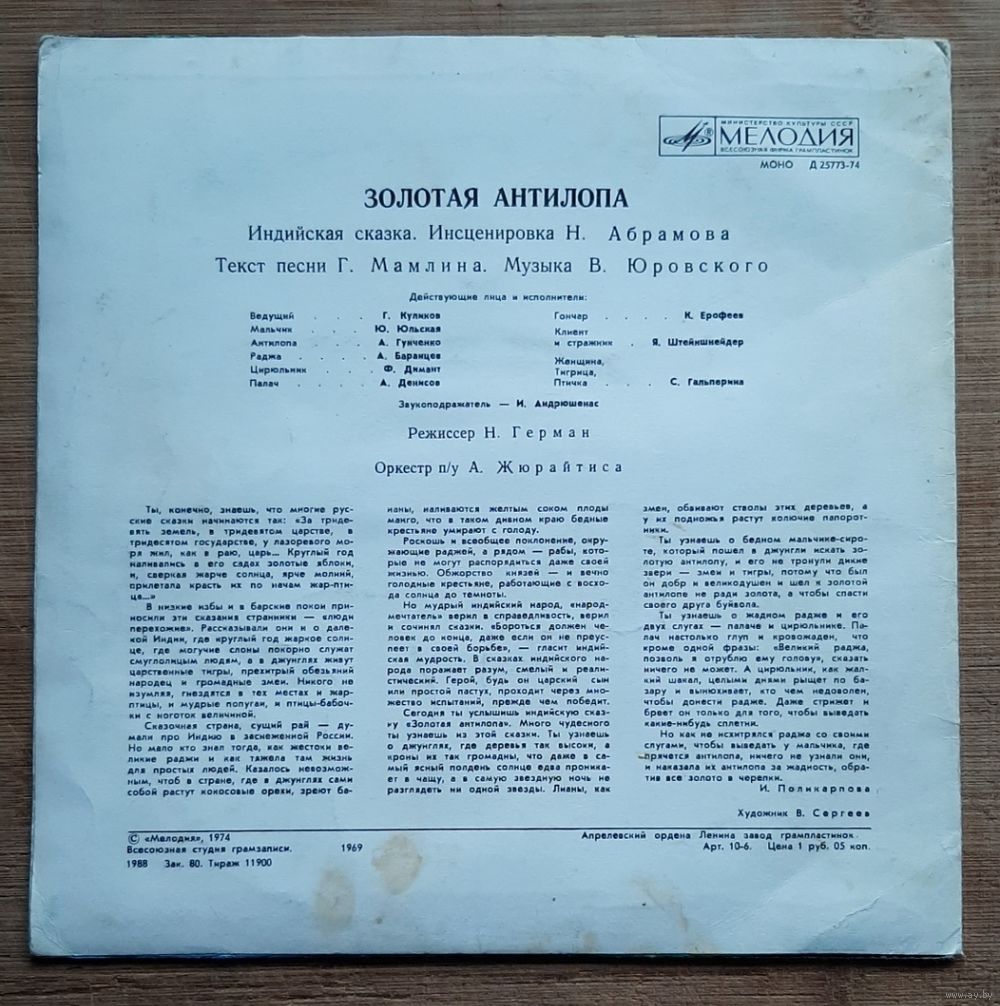 МИНИСТЕРСТВО КУЛЬТУРЫ СССР
МЕЛОДИЯ
ВСЕСОЮЗНАЯ ФИРМА ГРАМПЛАСТИНОК
МОНО Д 25773-74
ЗОЛОТАЯ АНТИЛОПА
Индийская сказка. Инсценировка Н. Абрамова
Текст песни Г. Мамлина. Музыка В. Юровского
Действующие лица и исполнители:
Ведущий . . . . Г. Куликов
Мальчик . . . . Ю. Юльская
Антилопа . . . . А. Гунченко
Раджа . . . . . А. Баранцев
Цирюльник . . . . Ф. Димант
Палач . . . . . А. Денисов
Гончар . . . . К. Ерофеев
Клиент
и стражник . Я. Штейншнейдер
Женщина,
Тигрица,
Птичка . . . . С. Гальперина
Звукоподражатель — И. Андрюшенас
Режиссер Н. Герман
Оркестр п/у А. Жюрайтиса
Ты, конечно, знаешь, что многие рус-
ские сказки начинаются так: «За триде-
вять земель, в тридевятом царстве, в
тридесятом государстве, у лазоревого мо-
ря жил, как в раю, царь... Круглый год
наливались в его садах золотые яблоки,
и, сверкая жарче солнца, ярче молний,
прилетала красть их по ночам жар-пти-
ца...»
В низкие избы и в барские покои при-
носили эти сказания странники — «люди
перехожие». Рассказывали они и о дале-
кой Индии, где круглый год жаркое солн-
це, где могучие слоны покорно служат
смуглолицым людям, а в джунглях живут
царственные тигры, прехитрый обезьяний
народец и громадные змеи. Никого не
изумляя, гнездятся в тех местах и жар-
птицы, и мудрые попугаи, и птицы-бабоч-
ки с ноготок величиной.
Сказочная страна, сущий рай — ду-
мали про Индию в заснеженной России.
Но мало кто знал тогда, как жестоки ве-
ликие раджи и как тяжела там жизнь
для простых людей. Казалось невозмож-
ным, чтоб в стране, где в джунглях сами
собой растут кокосовые орехи, зреют ба-
наны, наливаются желтым соком плоды
манго, что в таком дивном краю бедные
крестьяне умирают с голоду.
Роскошь и всеобщее поклонение, окру-
жающие раджей, а рядом — рабы, кото-
рые не могут распорядиться даже своей
жизнью. Обжорство князей — и вечно
голодные крестьяне, работающие с восхо-
да солнца до темноты.
Но мудрый индийский народ, «народ-
мечтатель» верил в справедливость, верил
и сочинял сказки. «Бороться должен че-
ловек до конца, даже если он не преус-
пеет в своей борьбе», — гласит индий-
ская мудрость. В сказках индийского на-
рода поражает разум, смелый и реали-
стический. Герой, будь он царский сын
или простой пастух, проходит через мно-
жество испытаний, прежде чем победит.
Сегодня ты услышишь индийскую сказ-
ку «Золотая антилопа». Много чудесного
ты узнаешь из этой сказки. Ты узнаешь
о джунглях, где деревья так высоки, а
кроны их так громадны, что даже в са-
мый ясный полдень солнце едва проника-
ет в чащу, а в самую звездную ночь не
разглядеть ни одной звезды. Лианы, как
змеи, обвивают стволы этих деревьев, а
у их подножья растут колючие папорот-
ники.
Ты узнаешь о бедном мальчике-сиро-
те, который пошел в джунгли искать зо-
лотую антилопу, и его не тронули дикие
звери — змеи и тигры, потому что был
он добр и великодушен и шел к золотой
антилопе не ради золота, а чтобы спасти
своего друга буйвола.
Ты узнаешь о жадном радже и его
двух слугах — палаче и цирюльнике. Па-
лач настолько глуп и кровожаден, что
кроме одной фразы: «Великий раджа,
позволь я отрублю ему голову», сказать
ничего не может. А цирюльник, как жал-
кий шакал, целыми днями рыщет по ба-
зару и вынюхивает, кто чем недоволен,
чтобы донести радже. Даже стрижет и
бреет он только для того, чтобы выведать
какие-нибудь сплетни.
Но как не исхитрялся раджа со своими
слугами, чтобы выведать у мальчика, где
прячется антилопа, ничего не узнали они,
и наказала их антилопа за жадность, обра-
тив все золото в черепки.
И. Поликарпова
Художник В. Сергеев
© «Мелодия», 1974
Всесоюзная студия грамзаписи. 1969
1988 Зак. 80. Тираж 11900
Апрелевский ордена Ленина завод грампластинок.
Арт. 10-6. Цена 1 руб. 05 коп.
www.ay.by